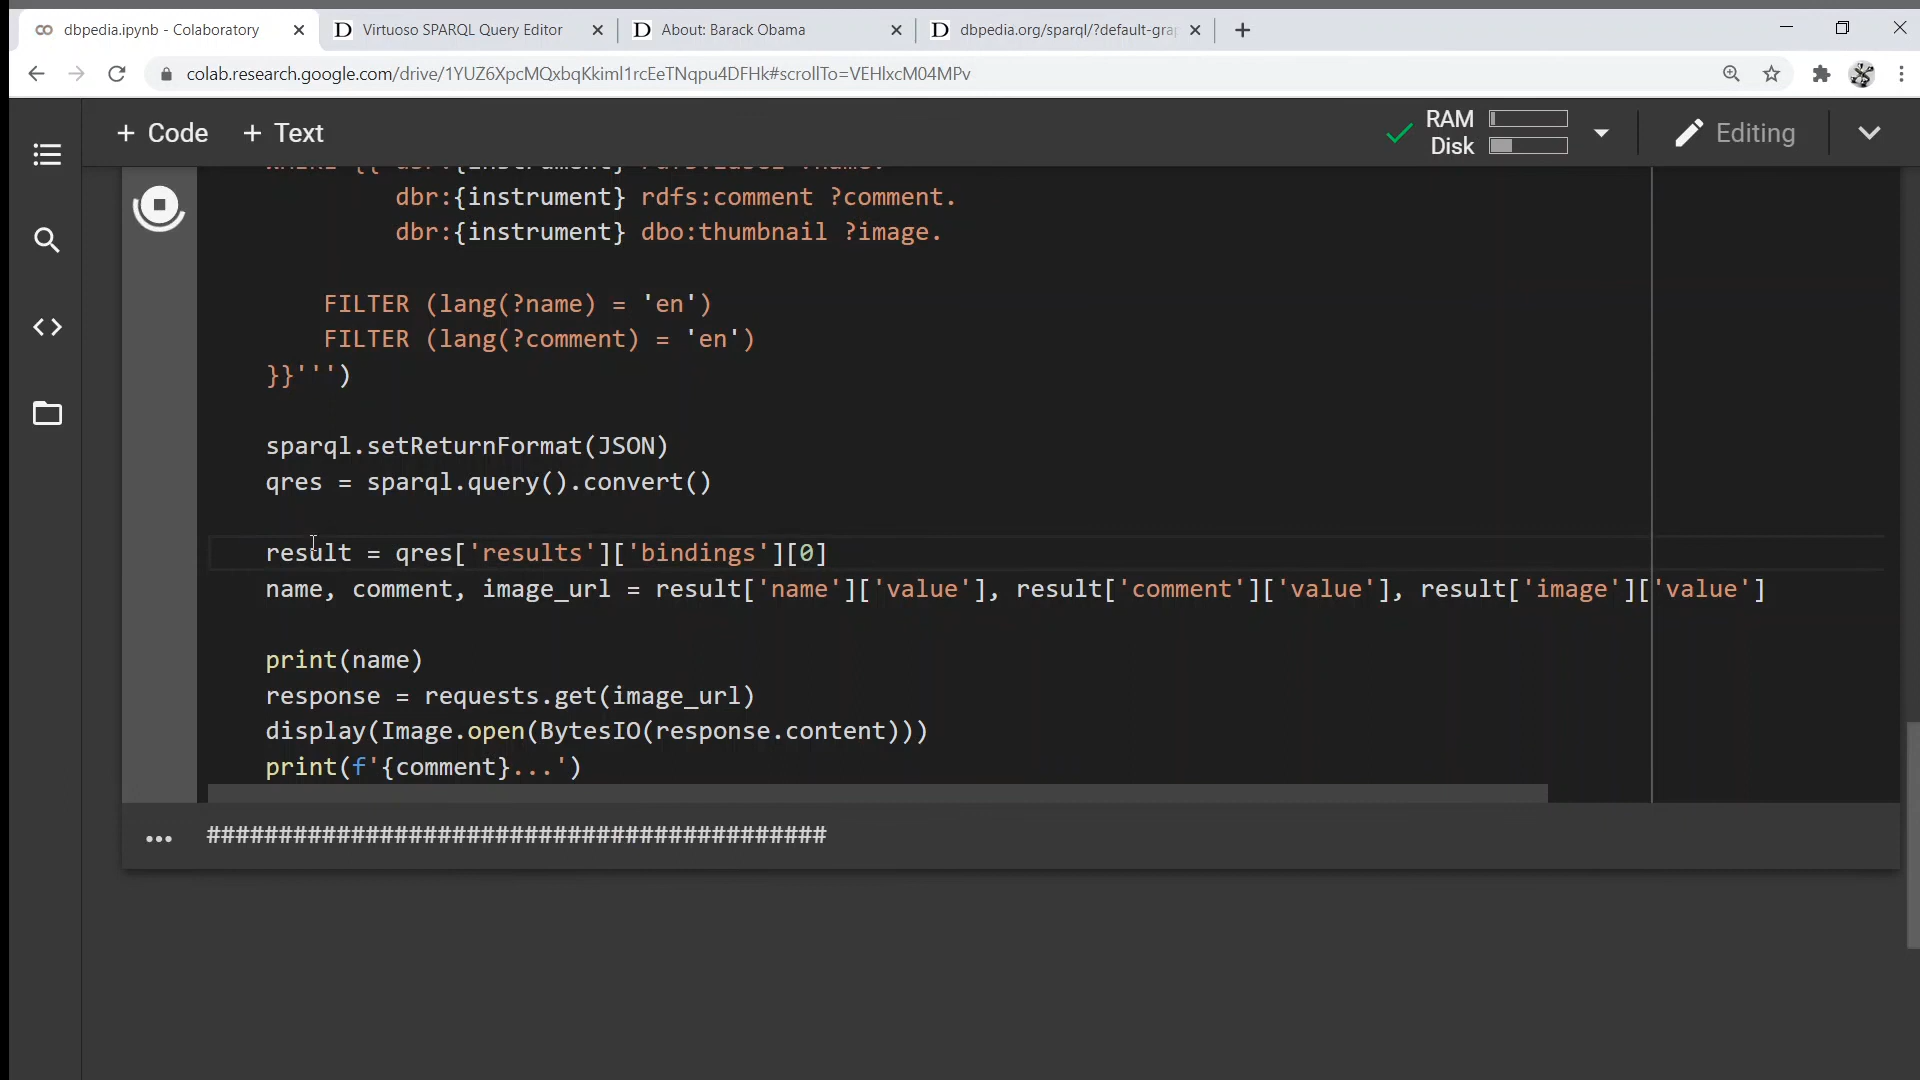 dbpedia.ipynb - Colaboratory
Virtuoso SPARQL Query Editor
About: Barack Obama
dbpedia.org/sparql/?default-gra
colab.research.google.com/drive/1YUZ6XpcMQxbqKkiml1rcEeTNqpu4DFHk#scrollTo=VEHlxcM04MPv
+ Code + Text
RAM
Disk
Editing
dbr:{instrument} rdfs:comment ?comment.
dbr:{instrument} dbo:thumbnail ?image.
FILTER (lang(?name) = 'en')
FILTER (lang(?comment) = 'en')
}}''')
sparql.setReturnFormat(JSON)
qres = sparql.query().convert()
result = qres['results']['bindings'][0]
name, comment, image_url = result['name']['value'], result['comment']['value'], result['image']['value']
print(name)
response = requests.get(image_url)
display(Image.open(BytesIO(response.content)))
print(f'{comment}...')
###########################################